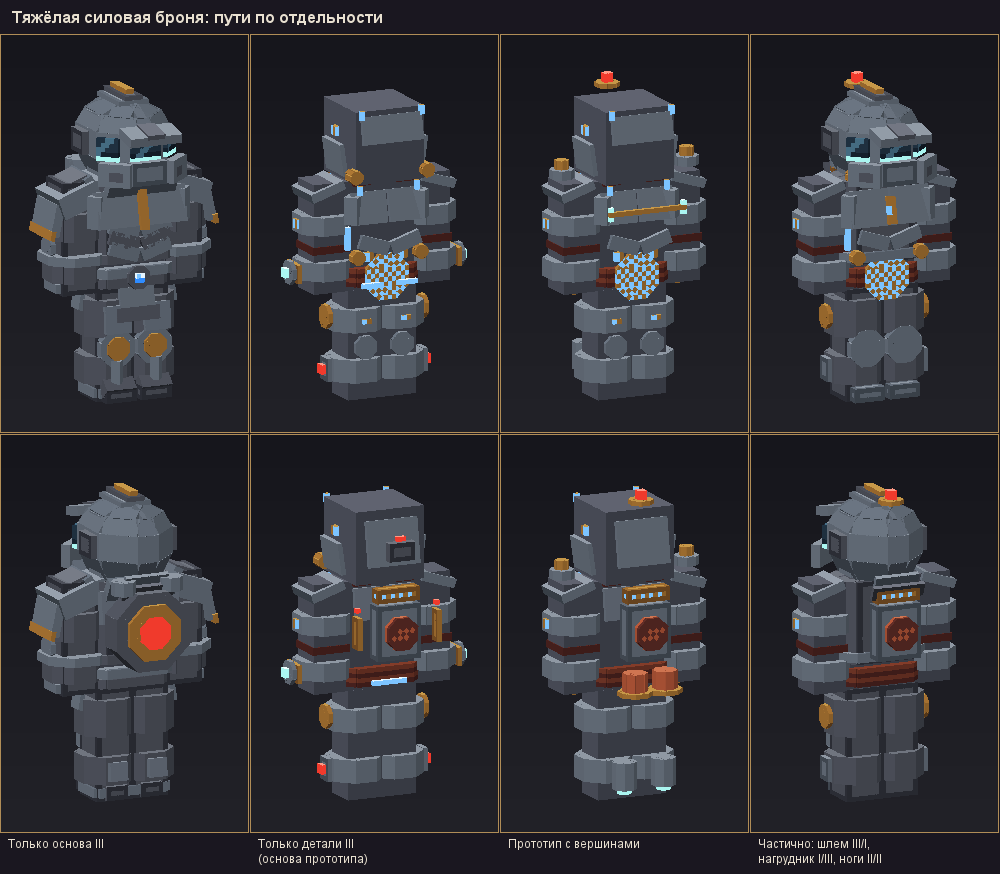 Тяжёлая силовая броня: пути по отдельности
Только основа III
Только детали III
(основа прототипа)
Прототип с вершинами
Частично: шлем III/I,
нагрудник I/III, ноги II/II